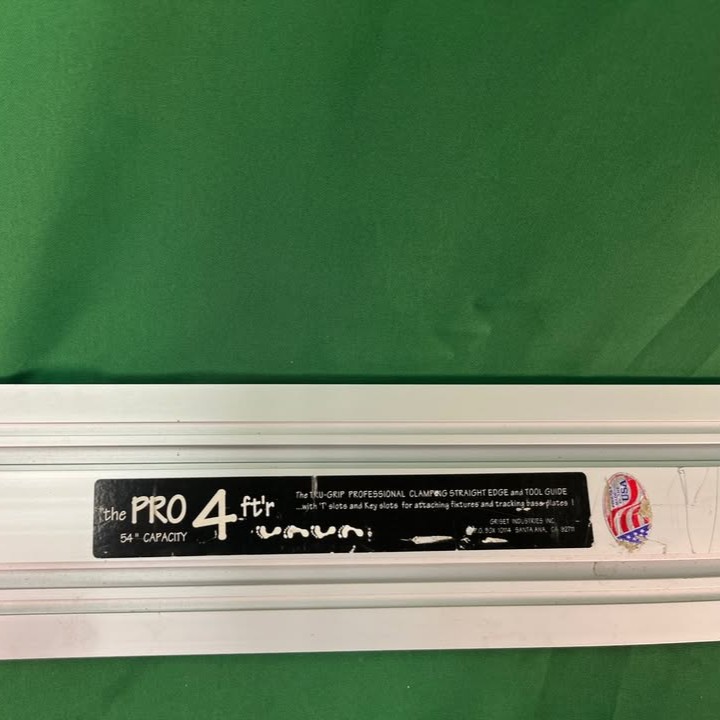 the PRO 4 ft'r
54" CAPACITY
The TRU-GRIP PROFESSIONAL CLAMPING STRAIGHT EDGE and TOOL GUIDE
...with 'T' slots and Key slots for attaching fixtures and tracking base plates !
GRISET INDUSTRIES INC.
P.O. BOX 10114 SANTA ANA, CA 92711
USA